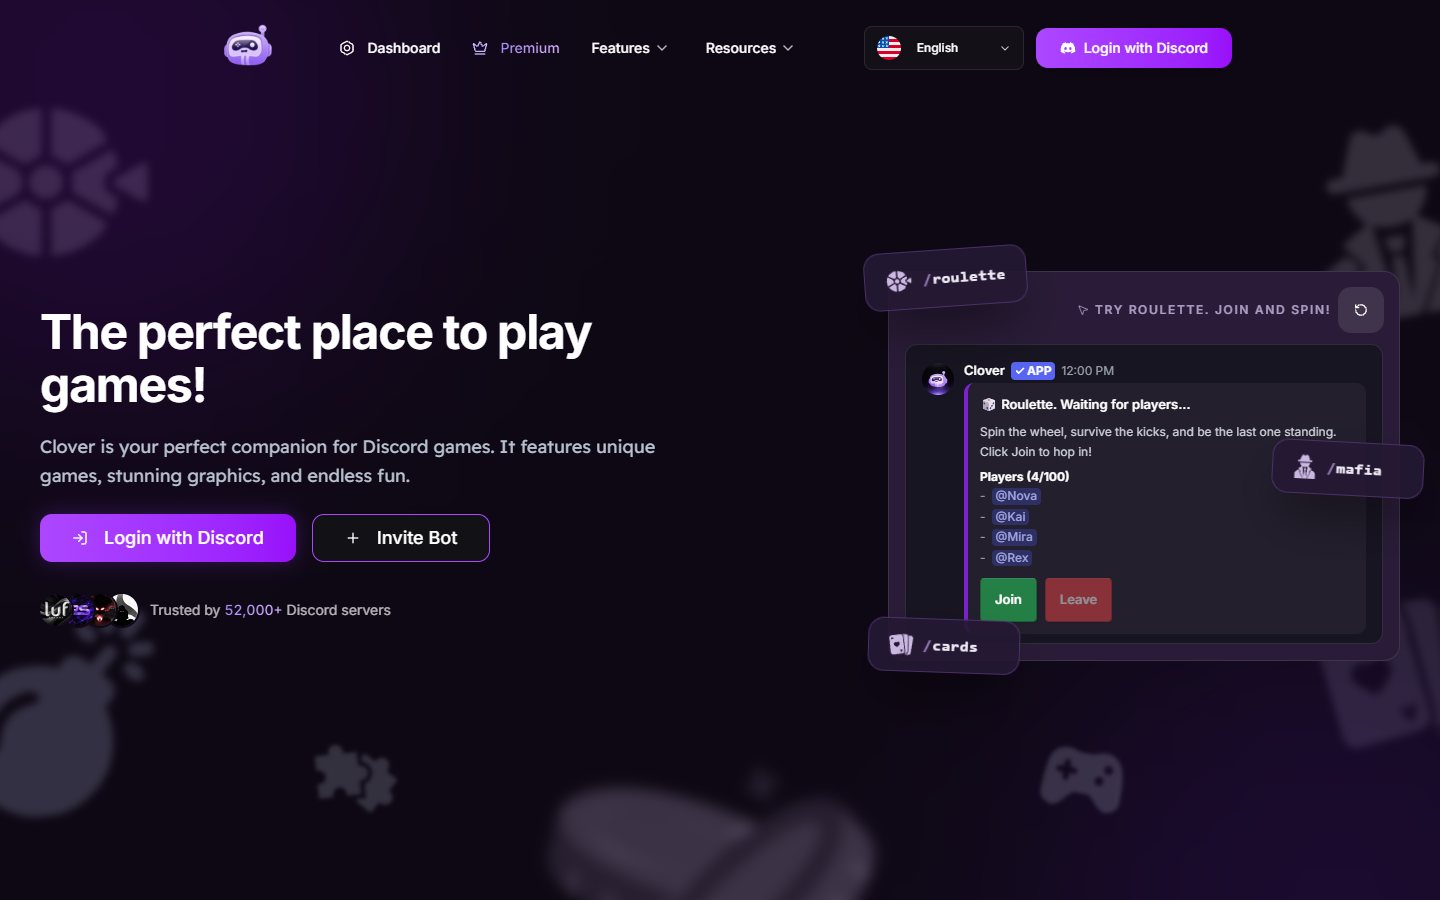 Dashboard
Premium
Features
Resources
English
Login with Discord
/roulette
TRY ROULETTE. JOIN AND SPIN!
The perfect place to play
games!
Clover is your perfect companion for Discord games. It features unique
games, stunning graphics, and endless fun.
Login with Discord
Invite Bot
Trusted by 52,000+ Discord servers
Clover APP 12:00 PM
Roulette. Waiting for players...
Spin the wheel, survive the kicks, and be the last one standing.
Click Join to hop in!
/mafia
Players (4/100)
- @Nova
- @Kai
- @Mira
- @Rex
Join
Leave
/cards